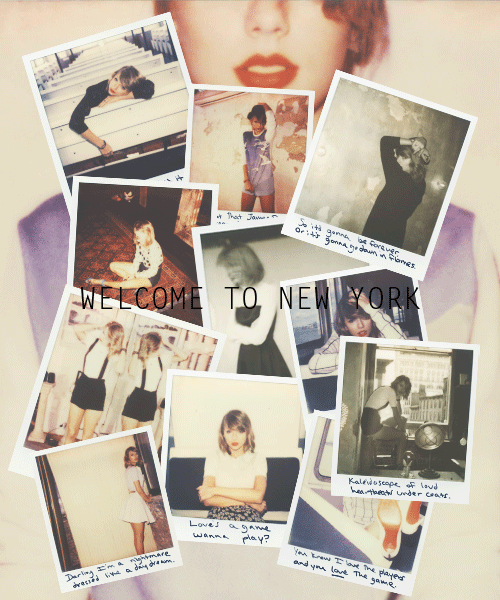 it
That
So it's gonna be forever
Or it's gonna go down in flames.
WELCOME TO NEW YORK
Kaleidoscope of loud
heartbeats under coats.
Love's a game
wanna play?
You know I love the players
and you love the game.
Darling I'm a nightmare
dressed like a daydream.